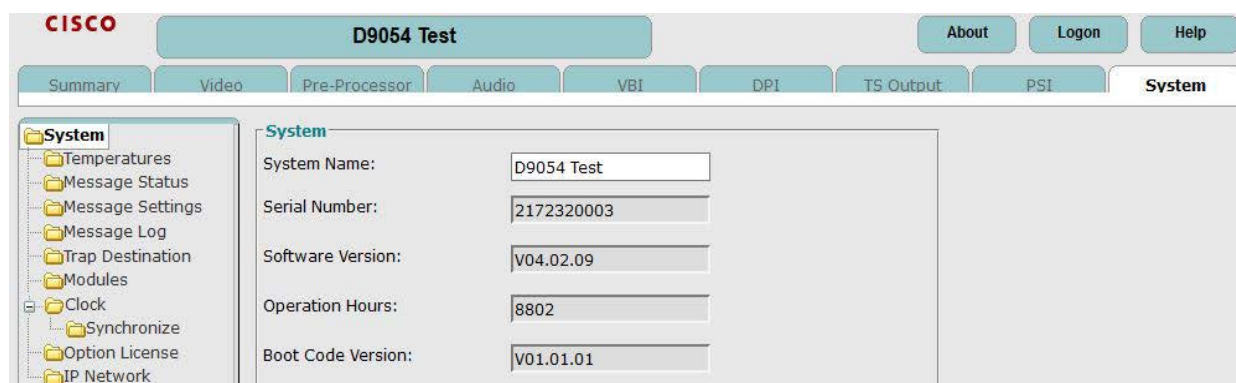 CISCO
D9054 Test
About Logon Help
Summary Video Pre-Processor Audio VBI DPI TS Output PSI System
System
Temperatures
Message Status
Message Settings
Message Log
Trap Destination
Modules
Clock
Synchronize
Option License
IP Network
System
System Name: D9054 Test
Serial Number: 2172320003
Software Version: V04.02.09
Operation Hours: 8802
Boot Code Version: V01.01.01